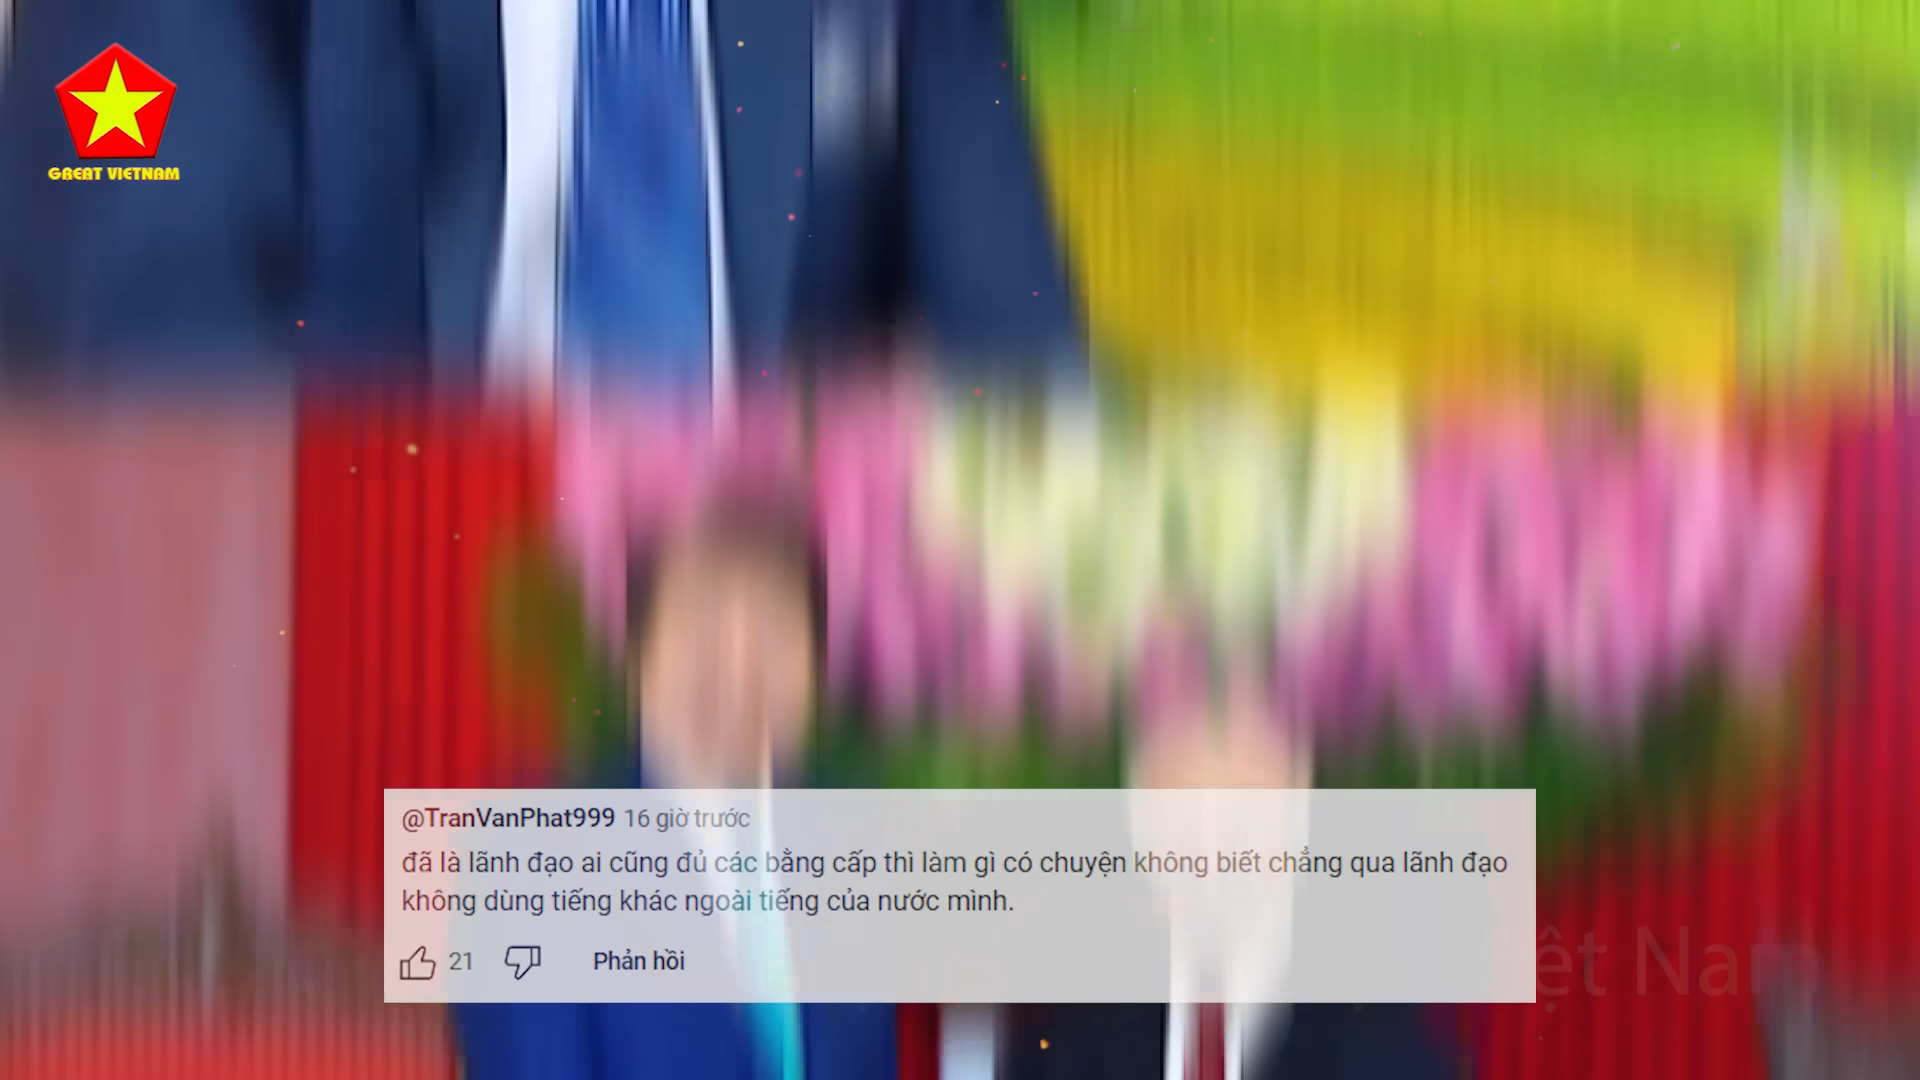 GREAT VIETNAM
@TranVanPhat999 16 giờ trước
đã là lãnh đạo ai cũng đủ các bằng cấp thì làm gì có chuyện không biết chẳng qua lãnh đạo
không dùng tiếng khác ngoài tiếng của nước mình.
21 Phản hồi
Nam